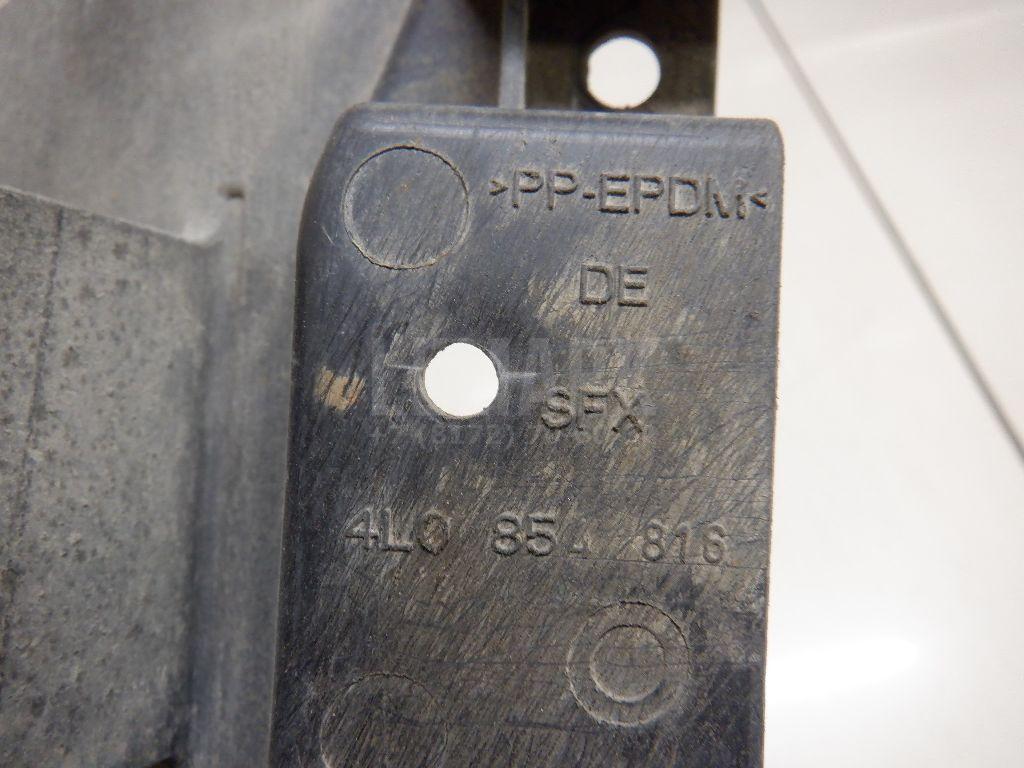 >PP-EPDM<
DE
SFX
4L0 854 816